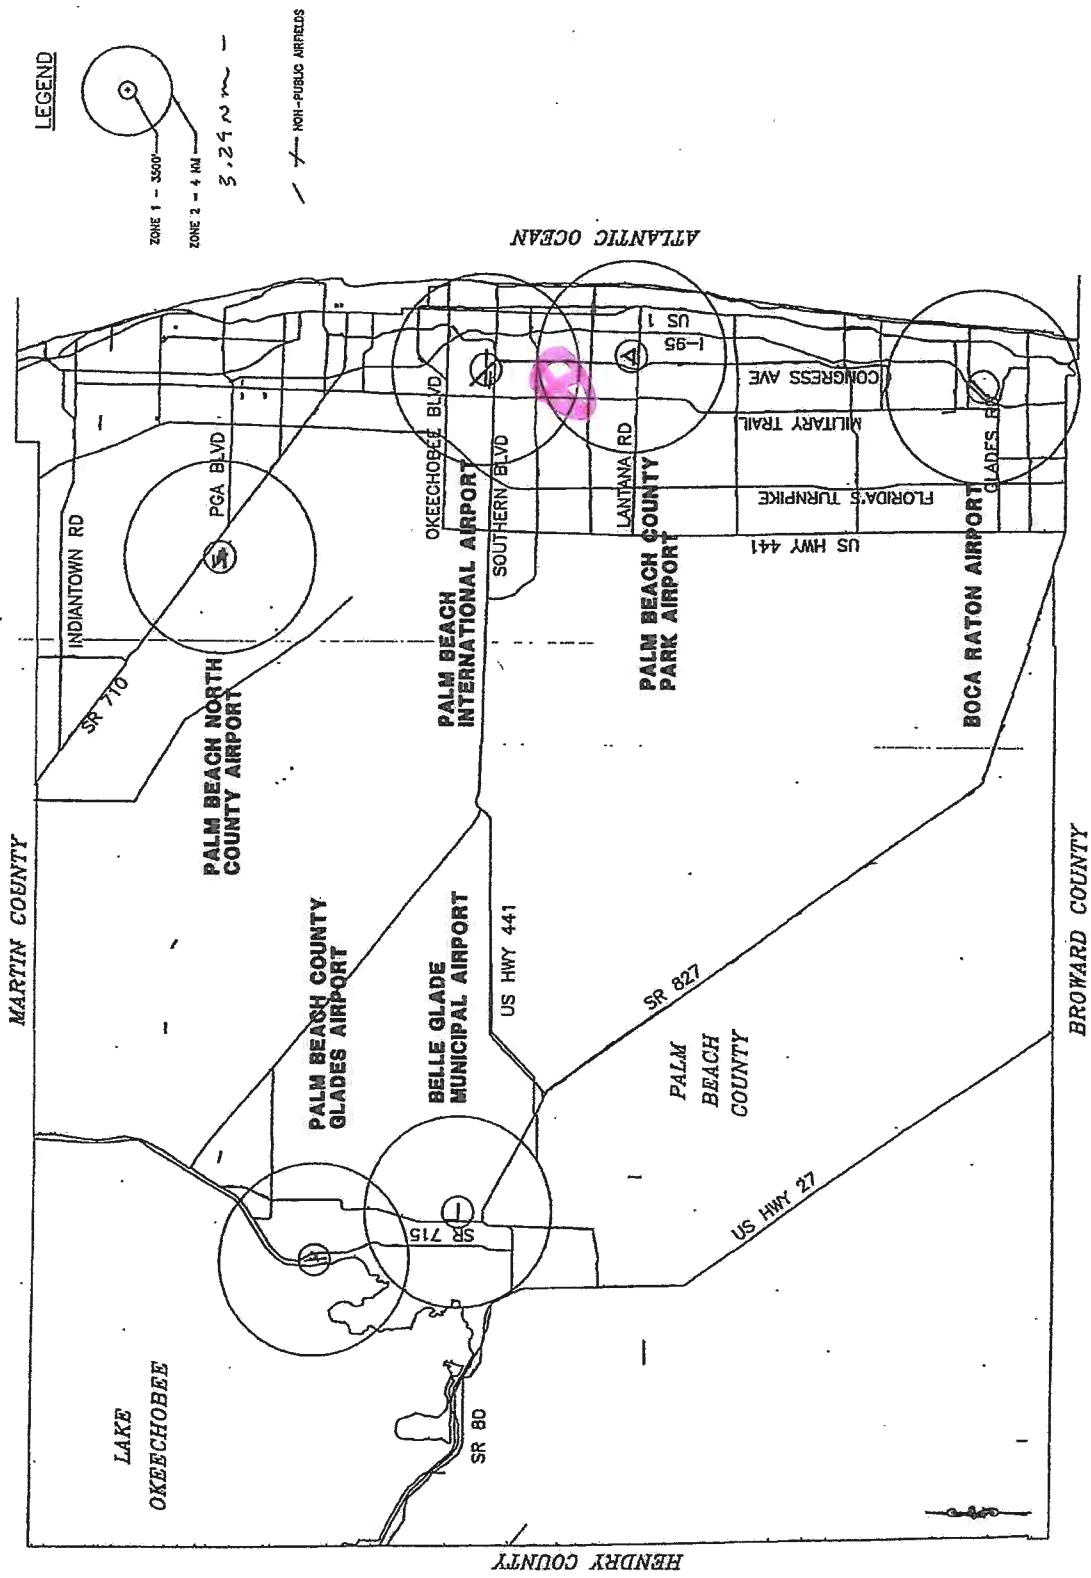 LEGEND
ZONE 1 - 3500'
ZONE 2 - 4 NM
3.29 NM -
NON-PUBLIC AIRFIELDS
MARTIN COUNTY
ATLANTIC OCEAN
BROWARD COUNTY
HENDRY COUNTY
LAKE
OKEECHOBEE
PALM
BEACH
COUNTY
PALM BEACH NORTH
COUNTY AIRPORT
PALM BEACH COUNTY
GLADES AIRPORT
BELLE GLADE
MUNICIPAL AIRPORT
PALM BEACH
INTERNATIONAL AIRPORT
PALM BEACH COUNTY
PARK AIRPORT
BOCA RATON AIRPORT
INDIANTOWN RD
PGA BLVD
SR 710
OKEECHOBEE BLVD
SOUTHERN BLVD
LANTANA RD
GLADES RD
US 1
I-95
CONGRESS AVE
MILITARY TRAIL
FLORIDA'S TURNPIKE
US HWY 441
US HWY 441
SR 827
US HWY 27
SR 715
SR 80